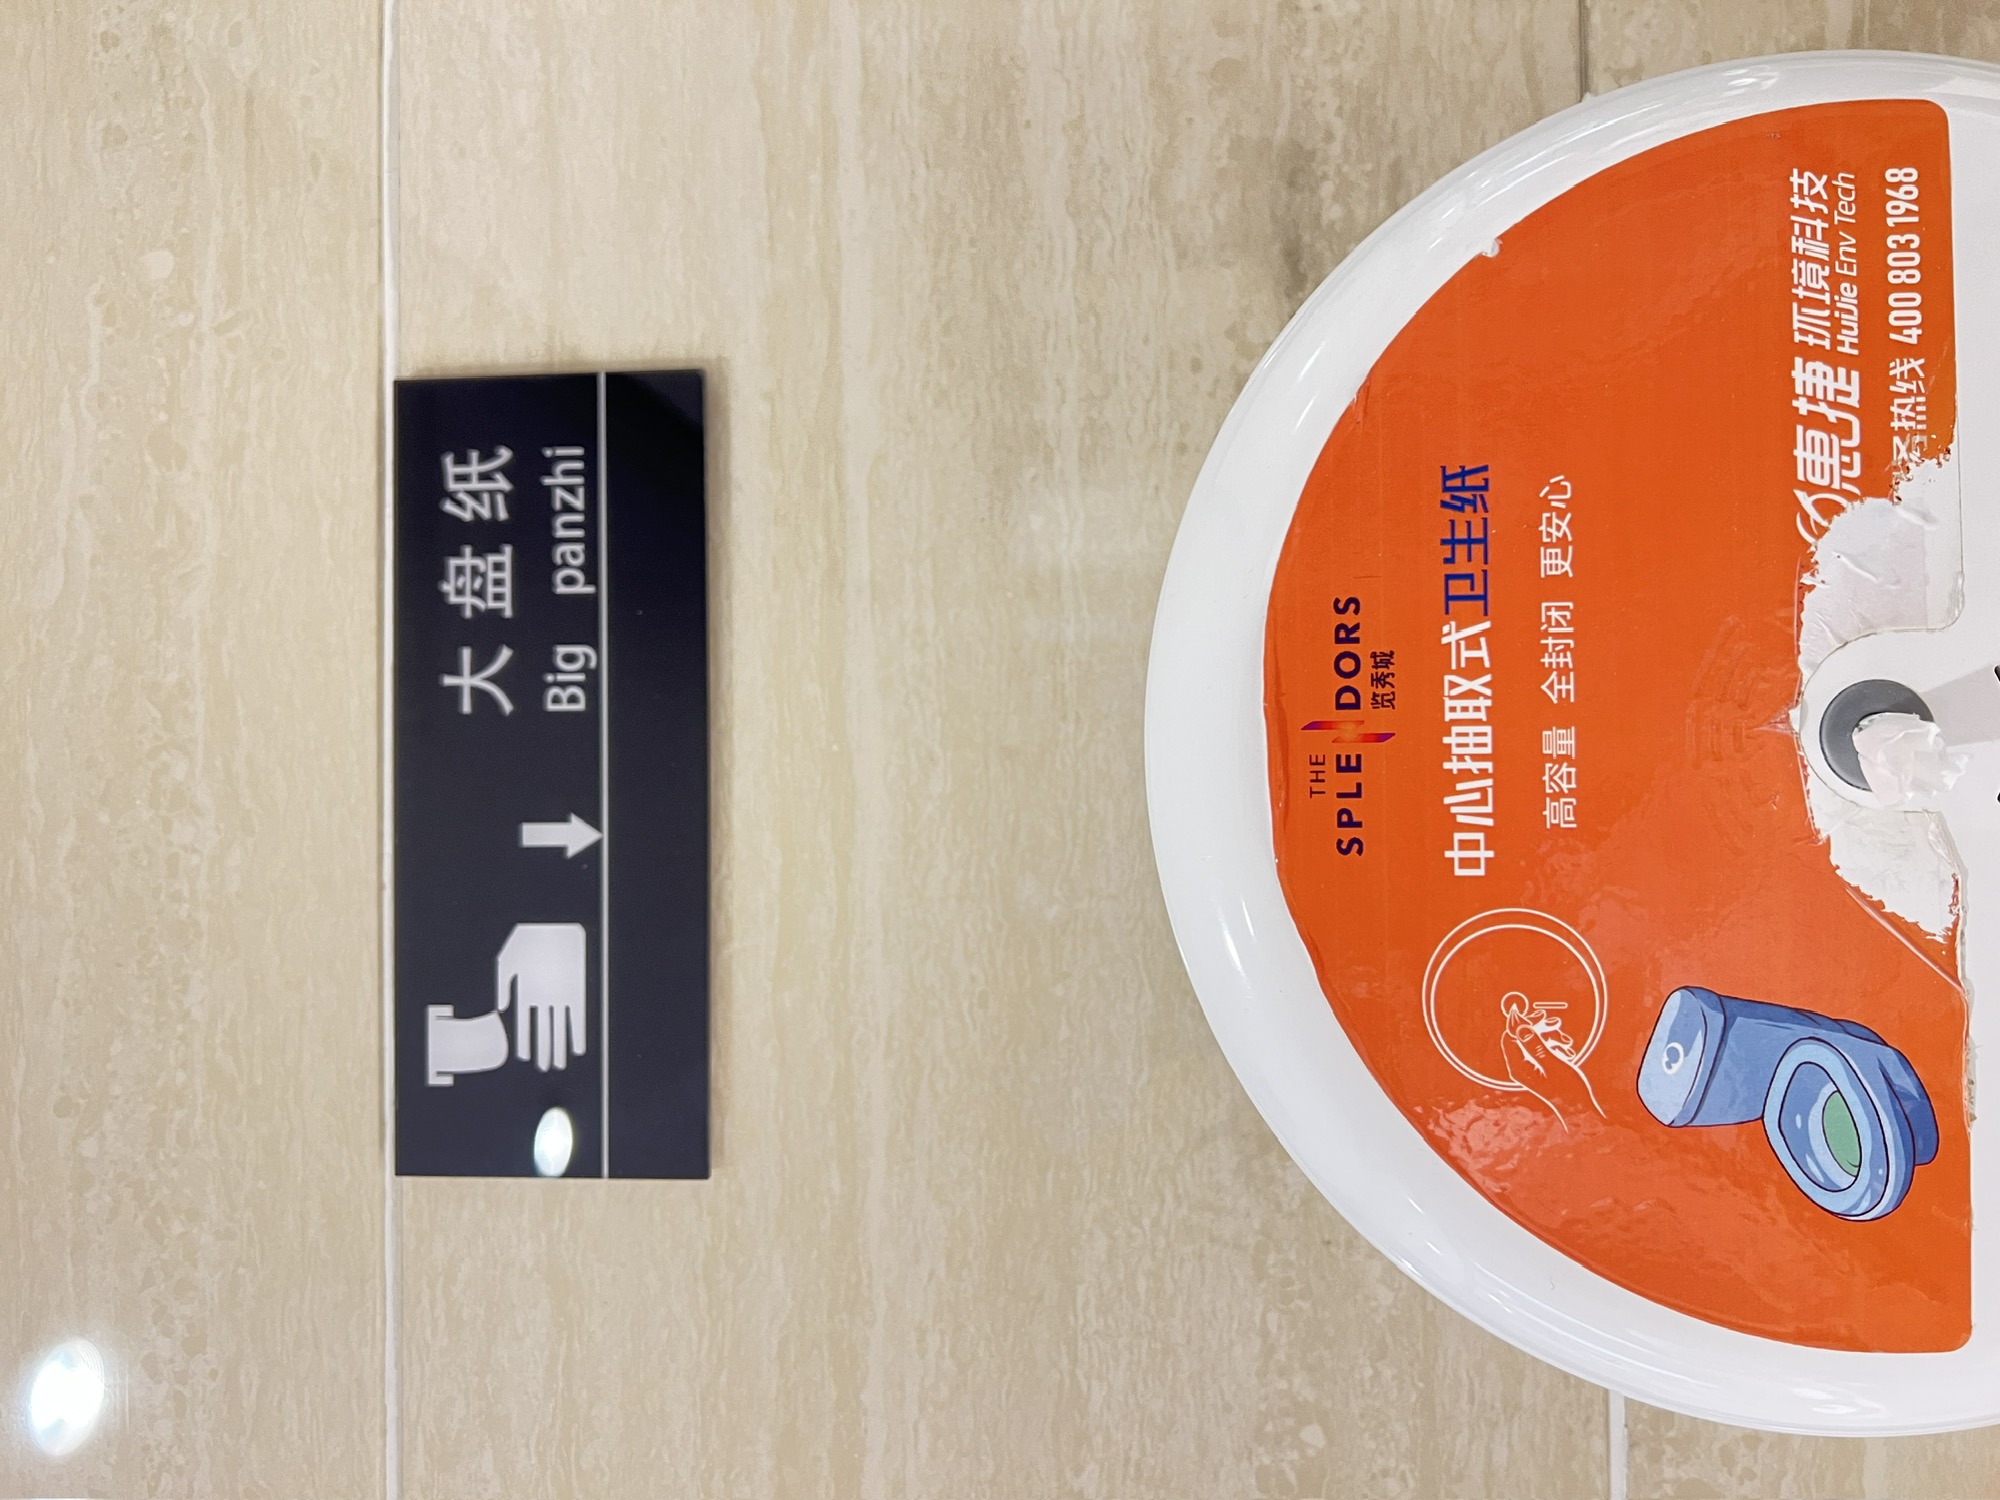 大盘纸
Big panzhi
THE
SPLENDORS
览秀城
中心抽取式卫生纸
高容量 全封闭 更安心
惠捷 环境科技
HuiJie Env Tech
热线 400 803 1968